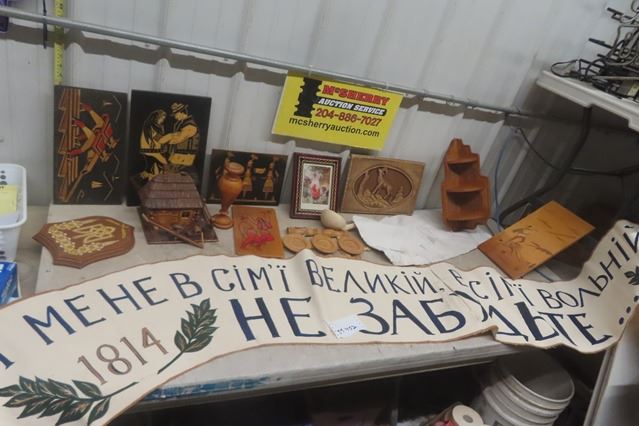 McSHERRY
AUCTION SERVICE
204-886-7027
mcsherryauction.com
І МЕНЕ В СІМ'Ї ВЕЛИКІЙ, В СІМ'Ї ВОЛЬНІЙ
1814
НЕ ЗАБУДЬТЕ...